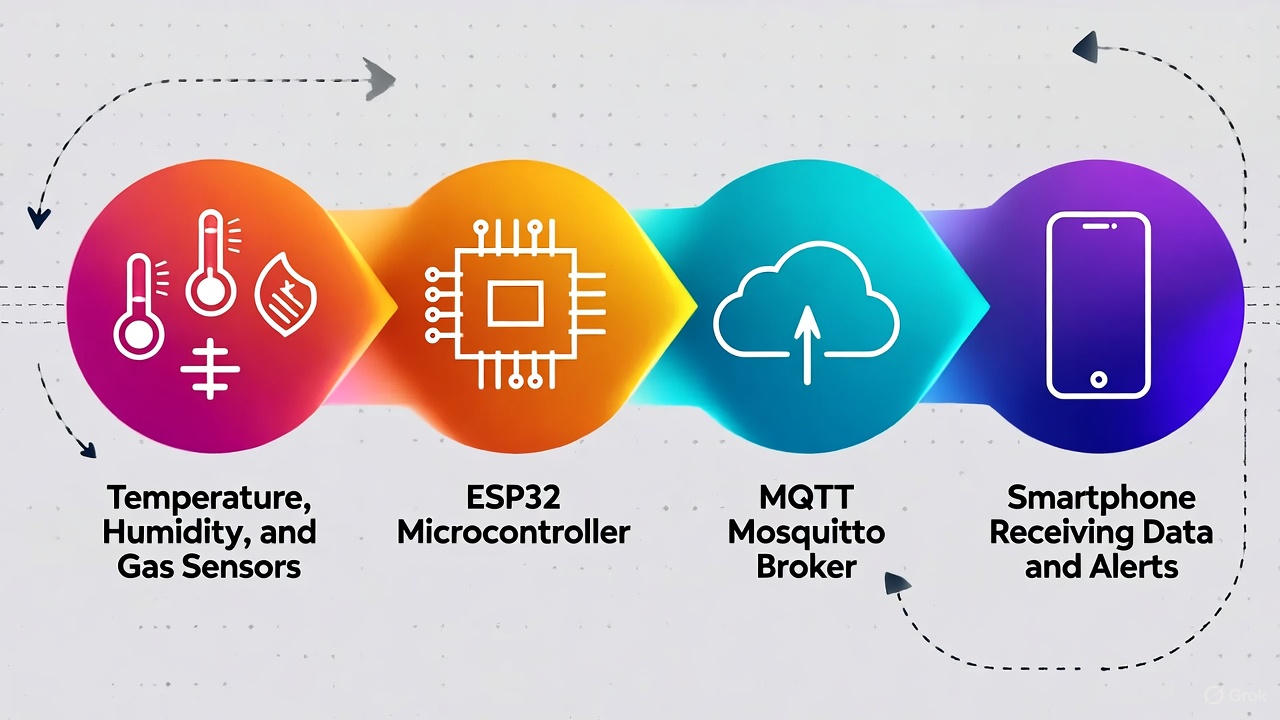 Temperature,
Humidity, and
Gas Sensors
ESP32
Microcontroller
MQTT
Mosquitto
Broker
Smartphone
Receiving Data
and Alerts
Grok